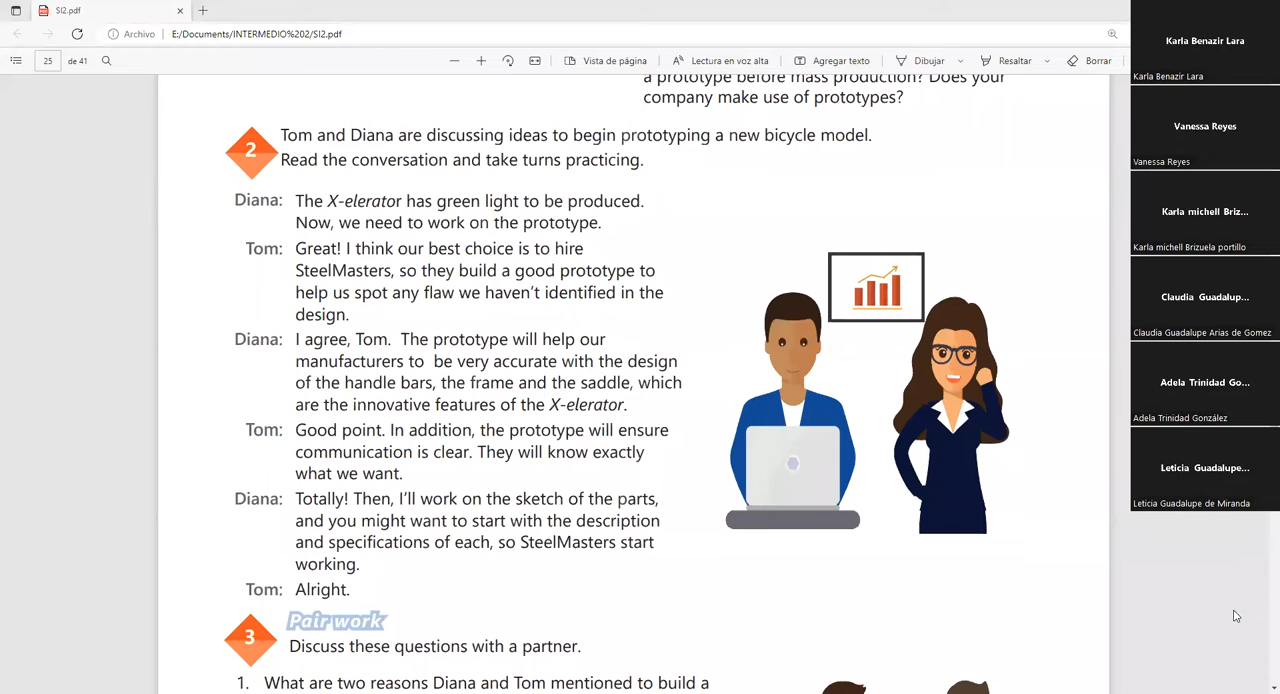 SI2.pdf
Archivo
E:/Documents/INTERMEDIO%202/SI2.pdf
25
de 41
Vista de página
Lectura en voz alta
Agregar texto
Dibujar
Resaltar
Borrar
a prototype before mass production? Does your
company make use of prototypes?
2
Tom and Diana are discussing ideas to begin prototyping a new bicycle model.
Read the conversation and take turns practicing.
Diana: The X-elerator has green light to be produced.
Now, we need to work on the prototype.
Tom: Great! I think our best choice is to hire
SteelMasters, so they build a good prototype to
help us spot any flaw we haven't identified in the
design.
Diana: I agree, Tom. The prototype will help our
manufacturers to be very accurate with the design
of the handle bars, the frame and the saddle, which
are the innovative features of the X-elerator.
Tom: Good point. In addition, the prototype will ensure
communication is clear. They will know exactly
what we want.
Diana: Totally! Then, I'll work on the sketch of the parts,
and you might want to start with the description
and specifications of each, so SteelMasters start
working.
Tom: Alright.
Pair work
3
Discuss these questions with a partner.
1. What are two reasons Diana and Tom mentioned to build a
Karla Benazir Lara
Karla Benazir Lara
Vanessa Reyes
Vanessa Reyes
Karla michell Briz...
Karla michell Brizuela portillo
Claudia Guadalup...
Claudia Guadalupe Arias de Gomez
Adela Trinidad Go...
Adela Trinidad González
Leticia Guadalupe...
Leticia Guadalupe de Miranda